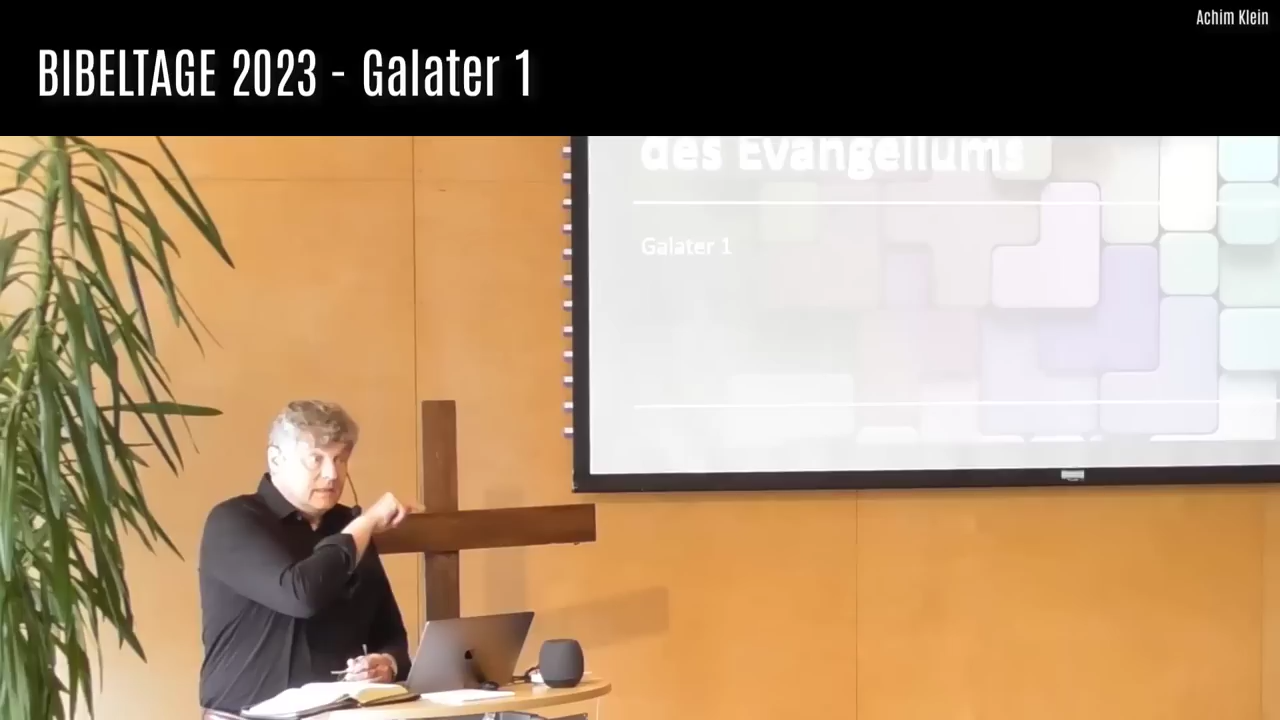 Achim Klein
BIBELTAGE 2023 - Galater 1
des Evangeliums
Galater 1